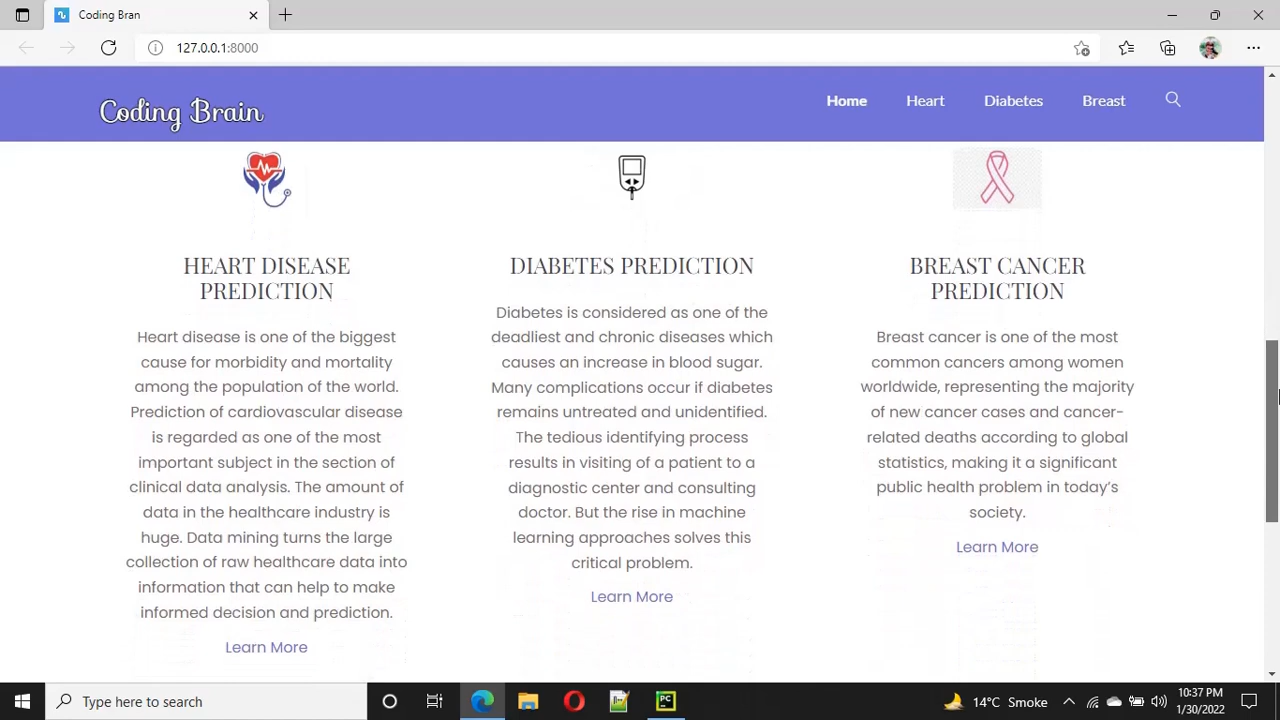 Coding Bran
127.0.0.1:8000
Coding Brain
Home
Heart
Diabetes
Breast
HEART DISEASE
PREDICTION
Heart disease is one of the biggest
cause for morbidity and mortality
among the population of the world.
Prediction of cardiovascular disease
is regarded as one of the most
important subject in the section of
clinical data analysis. The amount of
data in the healthcare industry is
huge. Data mining turns the large
collection of raw healthcare data into
information that can help to make
informed decision and prediction.
Learn More
DIABETES PREDICTION
Diabetes is considered as one of the
deadliest and chronic diseases which
causes an increase in blood sugar.
Many complications occur if diabetes
remains untreated and unidentified.
The tedious identifying process
results in visiting of a patient to a
diagnostic center and consulting
doctor. But the rise in machine
learning approaches solves this
critical problem.
Learn More
BREAST CANCER
PREDICTION
Breast cancer is one of the most
common cancers among women
worldwide, representing the majority
of new cancer cases and cancer-
related deaths according to global
statistics, making it a significant
public health problem in today's
society.
Learn More
Type here to search
PC
14°C Smoke
10:37 PM
1/30/2022